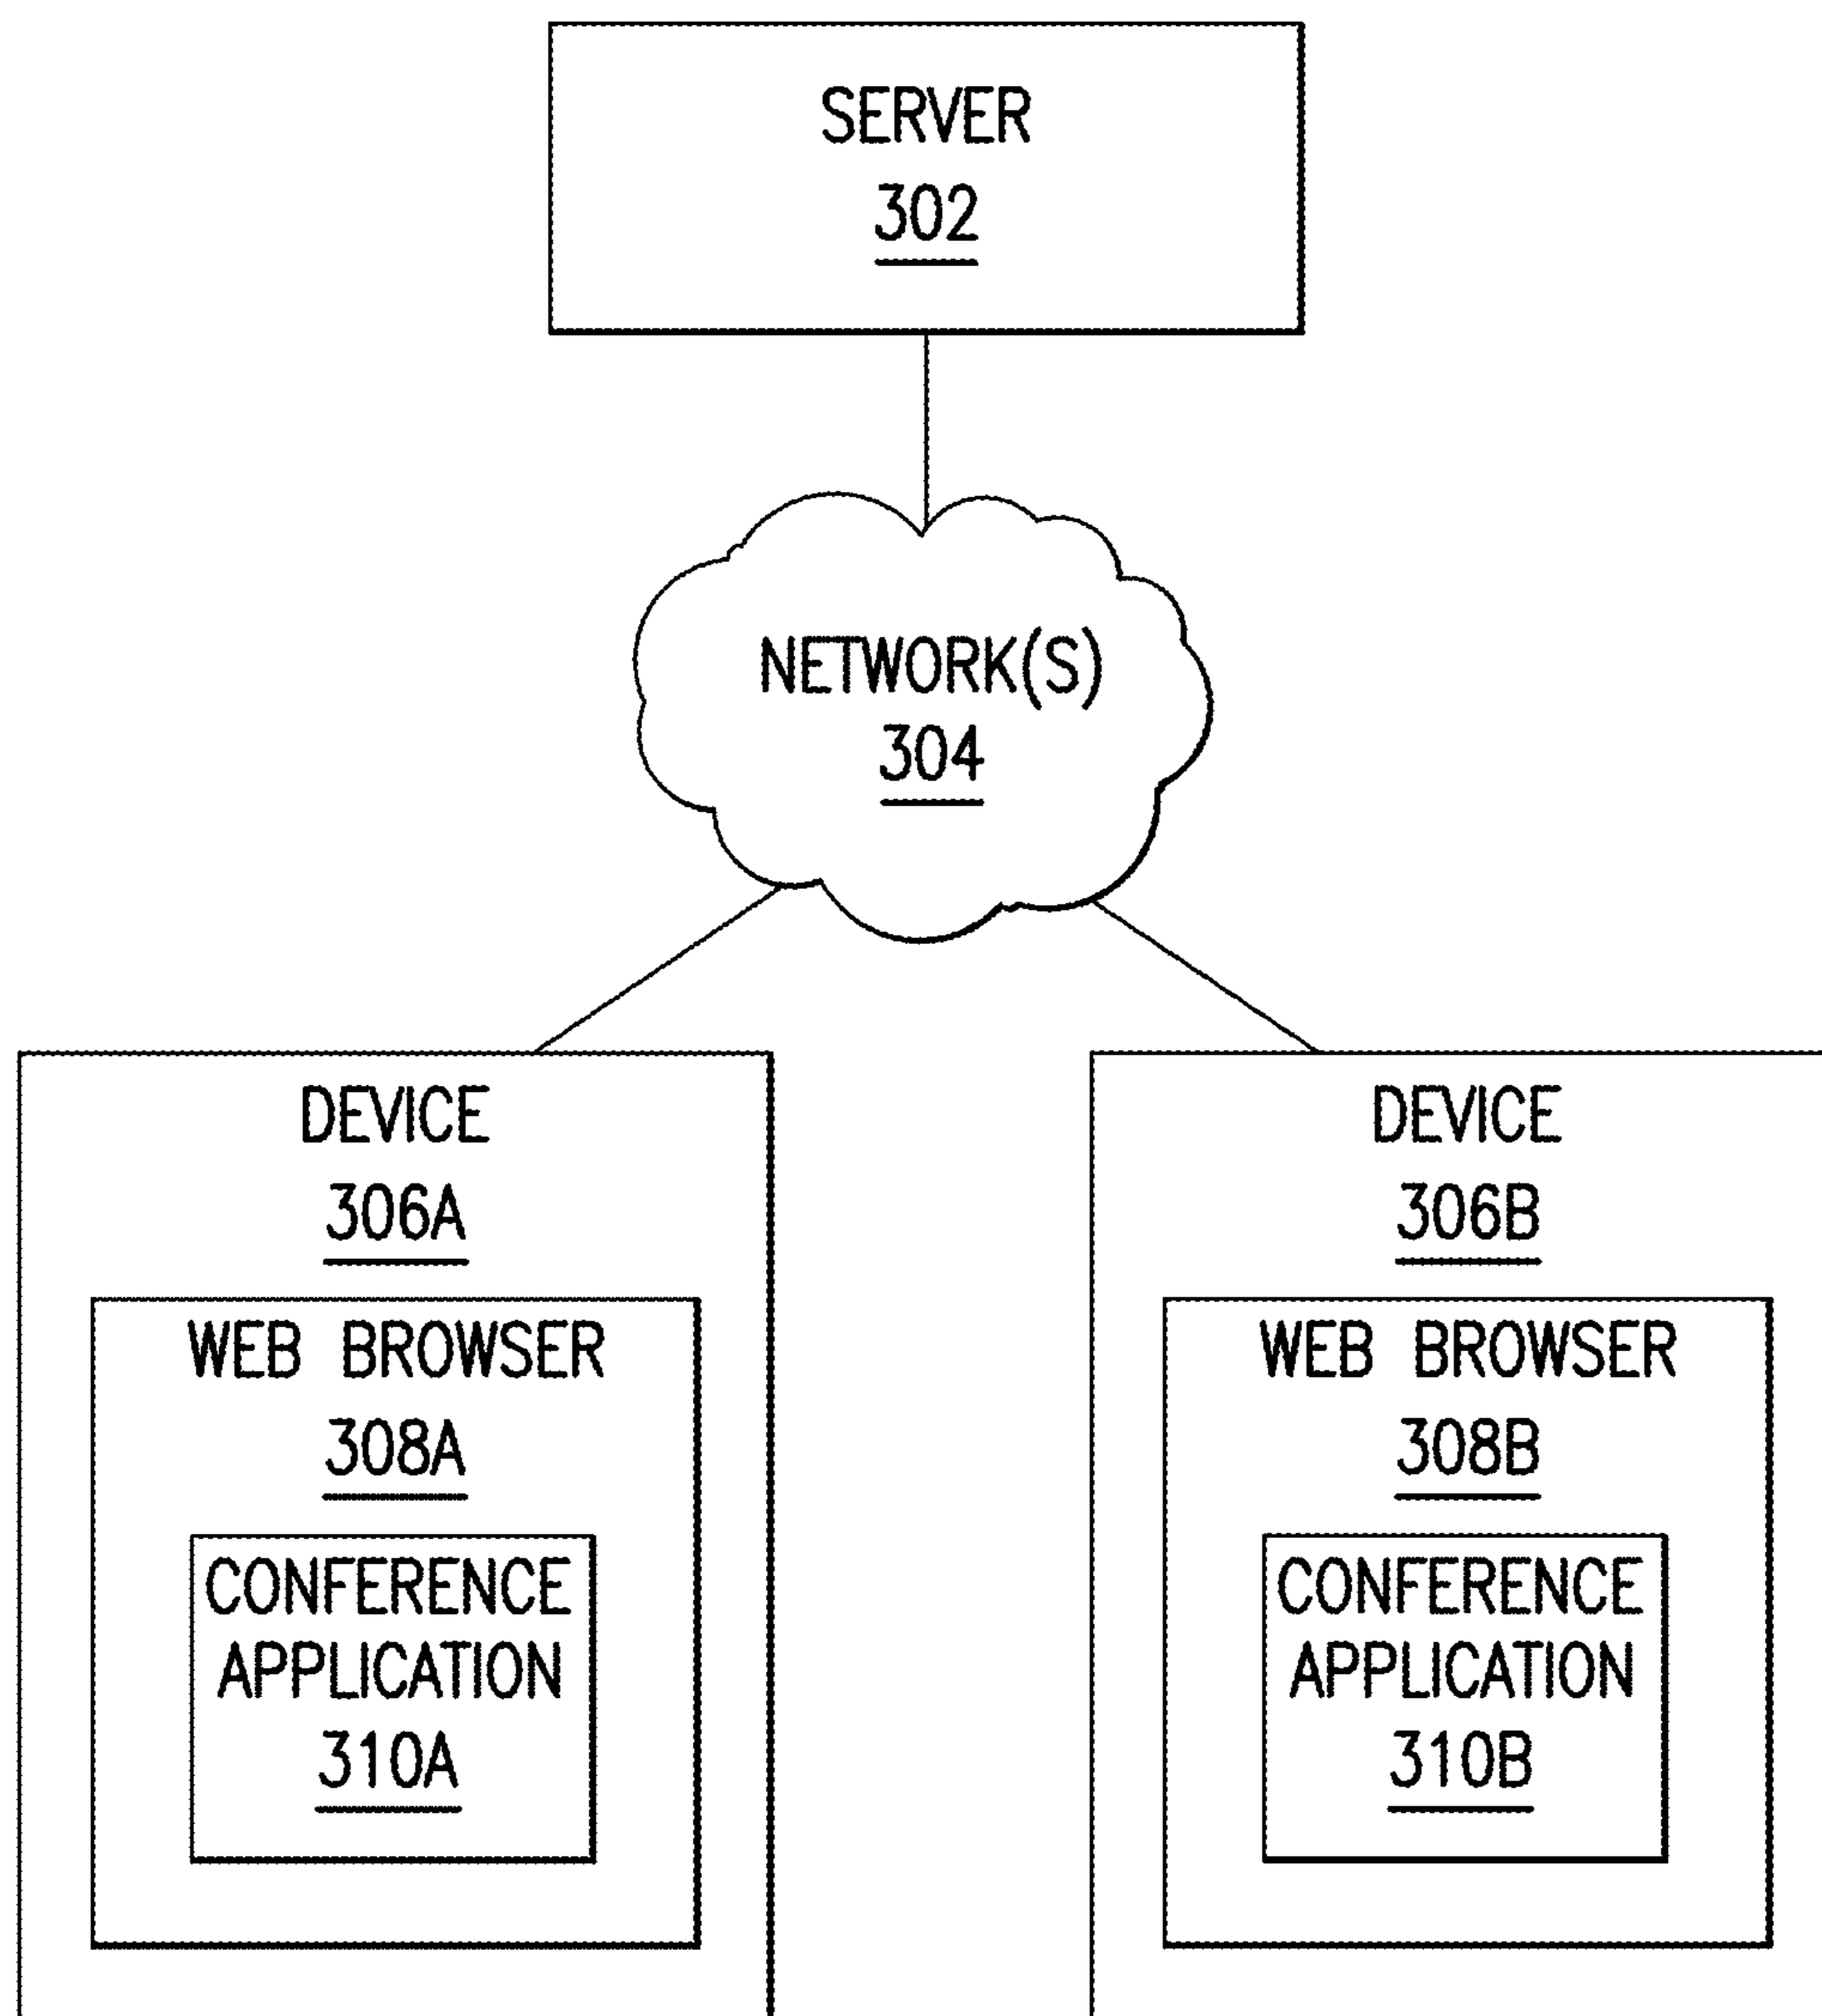 SERVER
302
NETWORK(S)
304
DEVICE
306A
WEB BROWSER
308A
CONFERENCE
APPLICATION
310A
DEVICE
306B
WEB BROWSER
308B
CONFERENCE
APPLICATION
310B